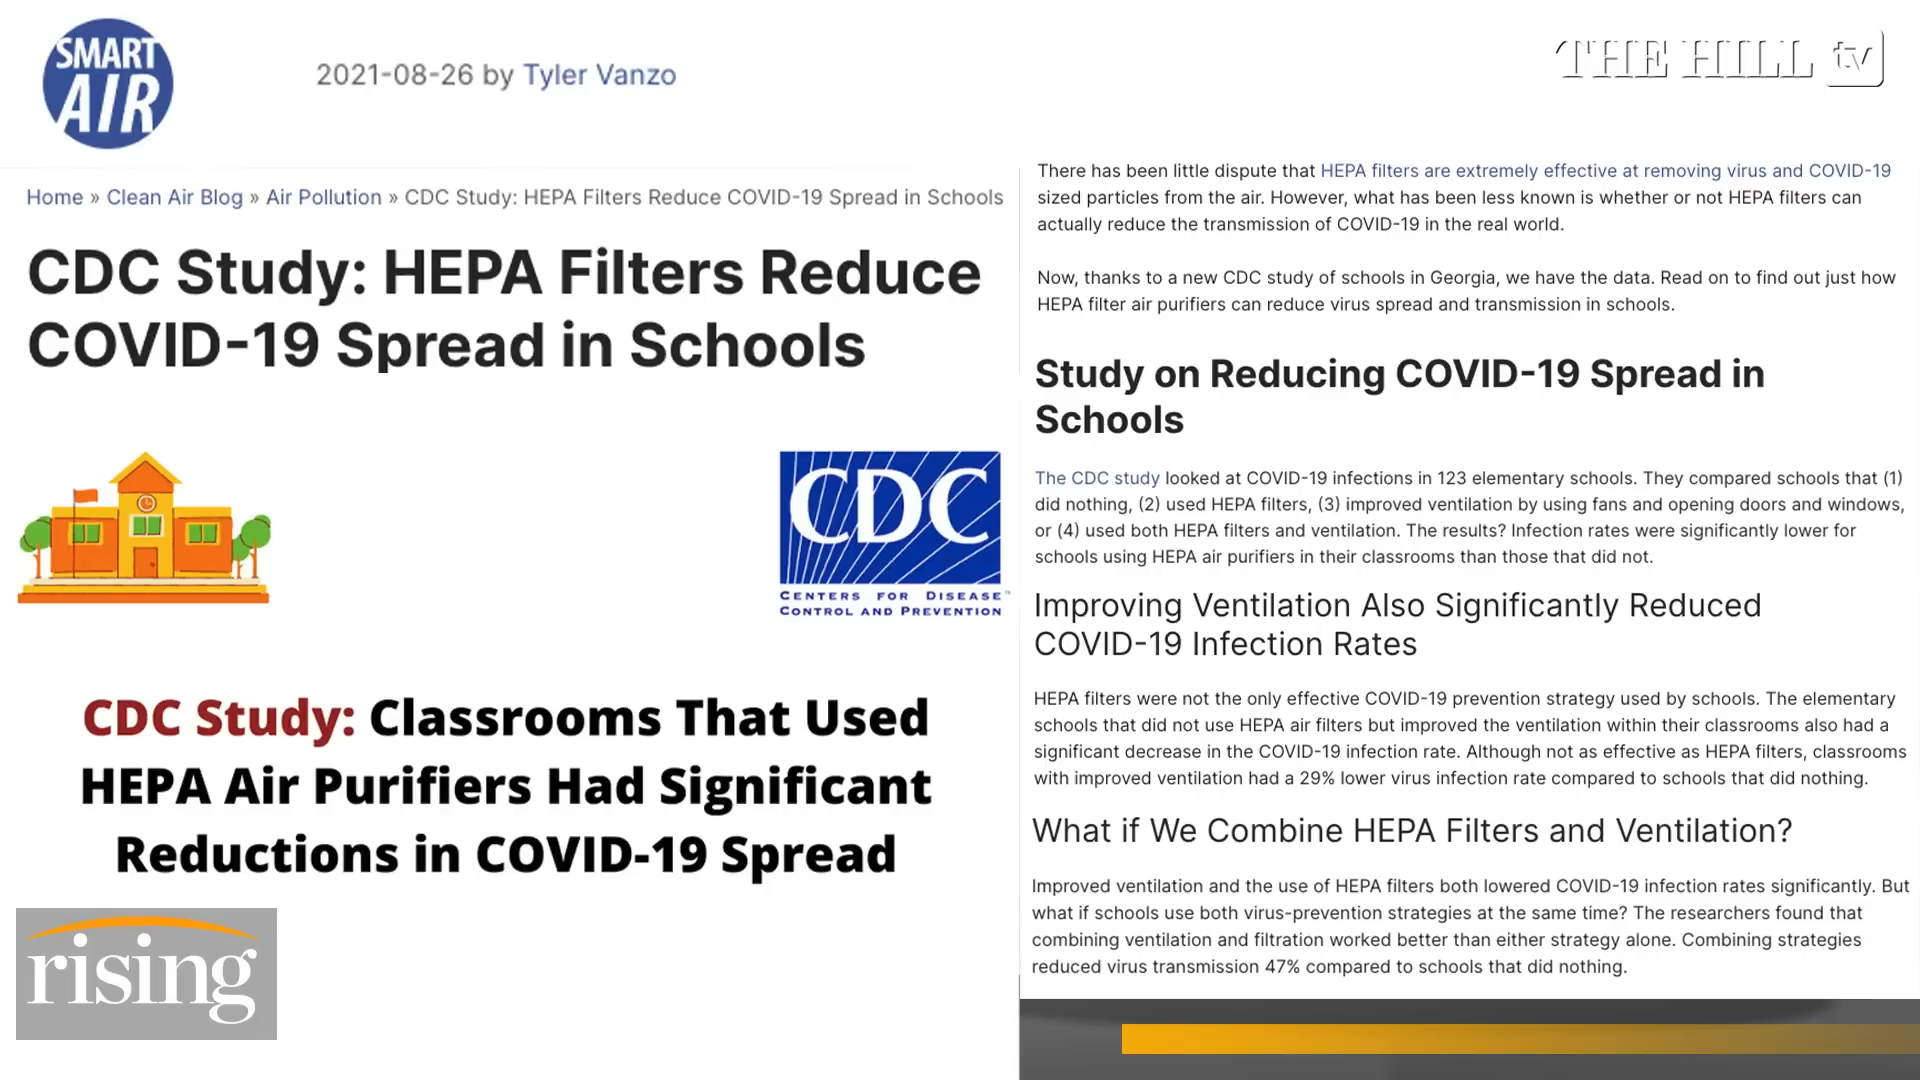 SMART
AIR
2021-08-26 by Tyler Vanzo
THE HILL tv
Home » Clean Air Blog » Air Pollution » CDC Study: HEPA Filters Reduce COVID-19 Spread in Schools
CDC Study: HEPA Filters Reduce
COVID-19 Spread in Schools
CDC
CENTERS FOR DISEASE™
CONTROL AND PREVENTION
CDC Study: Classrooms That Used
HEPA Air Purifiers Had Significant
Reductions in COVID-19 Spread
rising
There has been little dispute that HEPA filters are extremely effective at removing virus and COVID-19
sized particles from the air. However, what has been less known is whether or not HEPA filters can
actually reduce the transmission of COVID-19 in the real world.
Now, thanks to a new CDC study of schools in Georgia, we have the data. Read on to find out just how
HEPA filter air purifiers can reduce virus spread and transmission in schools.
Study on Reducing COVID-19 Spread in
Schools
The CDC study looked at COVID-19 infections in 123 elementary schools. They compared schools that (1)
did nothing, (2) used HEPA filters, (3) improved ventilation by using fans and opening doors and windows,
or (4) used both HEPA filters and ventilation. The results? Infection rates were significantly lower for
schools using HEPA air purifiers in their classrooms than those that did not.
Improving Ventilation Also Significantly Reduced
COVID-19 Infection Rates
HEPA filters were not the only effective COVID-19 prevention strategy used by schools. The elementary
schools that did not use HEPA air filters but improved the ventilation within their classrooms also had a
significant decrease in the COVID-19 infection rate. Although not as effective as HEPA filters, classrooms
with improved ventilation had a 29% lower virus infection rate compared to schools that did nothing.
What if We Combine HEPA Filters and Ventilation?
Improved ventilation and the use of HEPA filters both lowered COVID-19 infection rates significantly. But
what if schools use both virus-prevention strategies at the same time? The researchers found that
combining ventilation and filtration worked better than either strategy alone. Combining strategies
reduced virus transmission 47% compared to schools that did nothing.